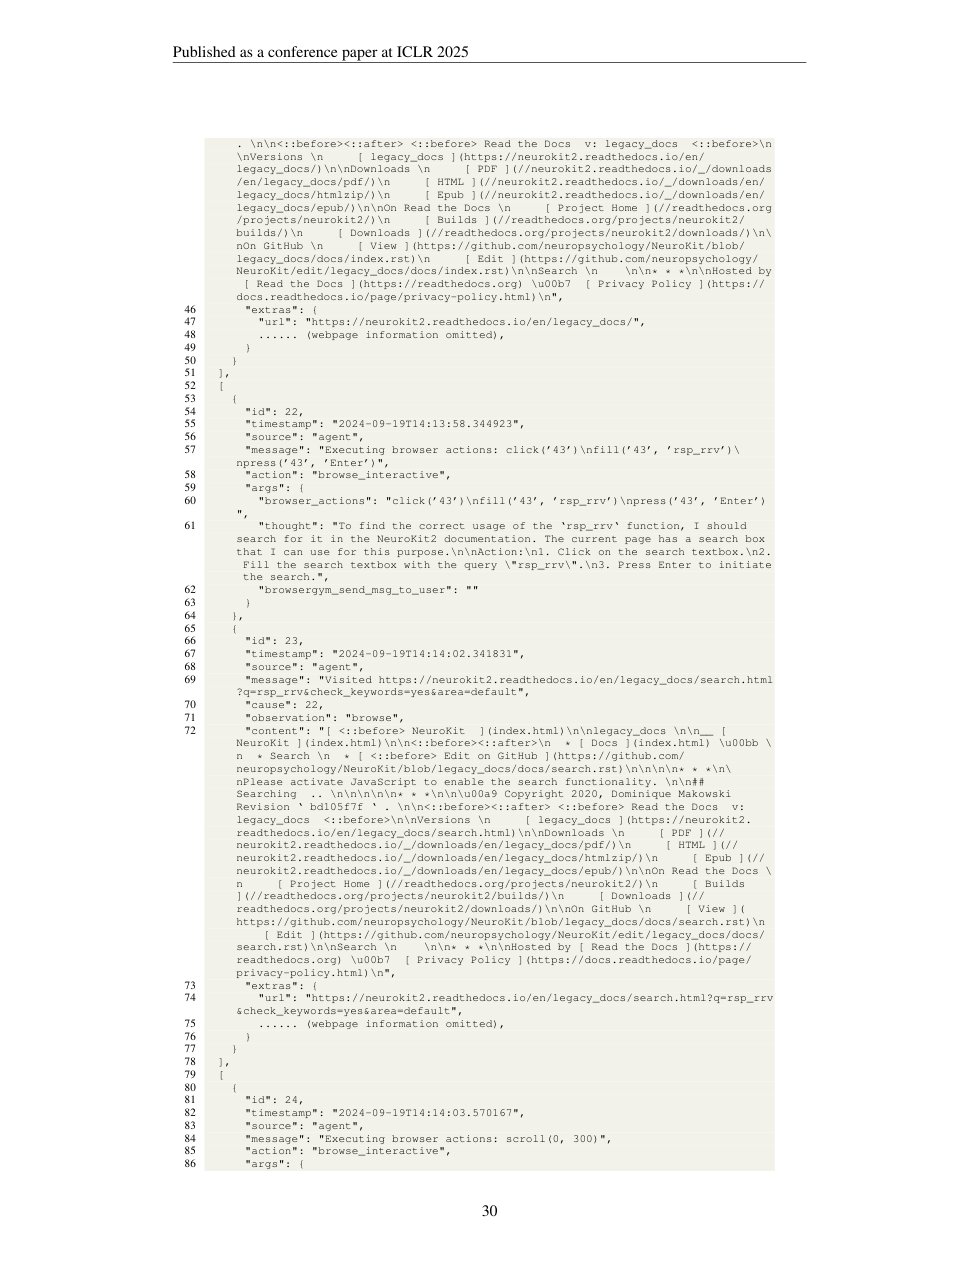 Published as a conference paper at ICLR 2025
. \n\n<::before><::after> <::before> Read the Docs  v: legacy_docs  <::before>\n
\nVersions \n     [ legacy_docs ](https://neurokit2.readthedocs.io/en/
legacy_docs/)\n\nDownloads \n     [ PDF ](//neurokit2.readthedocs.io/_/downloads
/en/legacy_docs/pdf/)\n     [ HTML ](//neurokit2.readthedocs.io/_/downloads/en/
legacy_docs/htmlzip/)\n     [ Epub ](//neurokit2.readthedocs.io/_/downloads/en/
legacy_docs/epub/)\n\nOn Read the Docs \n     [ Project Home ](//readthedocs.org
/projects/neurokit2/)\n     [ Builds ](//readthedocs.org/projects/neurokit2/
builds/)\n     [ Downloads ](//readthedocs.org/projects/neurokit2/downloads/)\n\
nOn GitHub \n     [ View ](https://github.com/neuropsychology/NeuroKit/blob/
legacy_docs/docs/index.rst)\n     [ Edit ](https://github.com/neuropsychology/
NeuroKit/edit/legacy_docs/docs/index.rst)\n\nSearch \n    \n\n* * *\n\nHosted by
[ Read the Docs ](https://readthedocs.org) \u00b7  [ Privacy Policy ](https://
docs.readthedocs.io/page/privacy-policy.html)\n",
46 "extras": {
47 "url": "https://neurokit2.readthedocs.io/en/legacy_docs/",
48 ...... (webpage information omitted),
49 }
50 }
51 ],
52 [
53 {
54 "id": 22,
55 "timestamp": "2024-09-19T14:13:58.344923",
56 "source": "agent",
57 "message": "Executing browser actions: click('43')\nfill('43', 'rsp_rrv')\
npress('43', 'Enter')",
58 "action": "browse_interactive",
59 "args": {
60 "browser_actions": "click('43')\nfill('43', 'rsp_rrv')\npress('43', 'Enter')
",
61 "thought": "To find the correct usage of the `rsp_rrv` function, I should
search for it in the NeuroKit2 documentation. The current page has a search box
that I can use for this purpose.\n\nAction:\n1. Click on the search textbox.\n2.
Fill the search textbox with the query \"rsp_rrv\".\n3. Press Enter to initiate
the search.",
62 "browsergym_send_msg_to_user": ""
63 }
64 },
65 {
66 "id": 23,
67 "timestamp": "2024-09-19T14:14:02.341831",
68 "source": "agent",
69 "message": "Visited https://neurokit2.readthedocs.io/en/legacy_docs/search.html
?q=rsp_rrv&check_keywords=yes&area=default",
70 "cause": 22,
71 "observation": "browse",
72 "content": "[ <::before> NeuroKit  ](index.html)\n\nlegacy_docs \n\n__ [
NeuroKit ](index.html)\n\n<::before><::after>\n  * [ Docs ](index.html) \u00bb \
n  * Search \n  * [ <::before> Edit on GitHub ](https://github.com/
neuropsychology/NeuroKit/blob/legacy_docs/docs/search.rst)\n\n\n\n* * *\n\
\nPlease activate JavaScript to enable the search functionality. \n\n##
Searching  .. \n\n\n\n\n* * *\n\n\u00a9 Copyright 2020, Dominique Makowski
Revision ` bd105f7f ` . \n\n<::before><::after> <::before> Read the Docs  v:
legacy_docs  <::before>\n\nVersions \n     [ legacy_docs ](https://neurokit2.
readthedocs.io/en/legacy_docs/search.html)\n\nDownloads \n     [ PDF ](//
neurokit2.readthedocs.io/_/downloads/en/legacy_docs/pdf/)\n     [ HTML ](//
neurokit2.readthedocs.io/_/downloads/en/legacy_docs/htmlzip/)\n     [ Epub ](//
neurokit2.readthedocs.io/_/downloads/en/legacy_docs/epub/)\n\nOn Read the Docs \
n     [ Project Home ](//readthedocs.org/projects/neurokit2/)\n     [ Builds
](//readthedocs.org/projects/neurokit2/builds/)\n     [ Downloads ](//
readthedocs.org/projects/neurokit2/downloads/)\n\nOn GitHub \n     [ View ](
https://github.com/neuropsychology/NeuroKit/blob/legacy_docs/docs/search.rst)\n
[ Edit ](https://github.com/neuropsychology/NeuroKit/edit/legacy_docs/docs/
search.rst)\n\nSearch \n    \n\n* * *\n\nHosted by [ Read the Docs ](https://
readthedocs.org) \u00b7  [ Privacy Policy ](https://docs.readthedocs.io/page/
privacy-policy.html)\n",
73 "extras": {
74 "url": "https://neurokit2.readthedocs.io/en/legacy_docs/search.html?q=rsp_rrv
&check_keywords=yes&area=default",
75 ...... (webpage information omitted),
76 }
77 }
78 ],
79 [
80 {
81 "id": 24,
82 "timestamp": "2024-09-19T14:14:03.570167",
83 "source": "agent",
84 "message": "Executing browser actions: scroll(0, 300)",
85 "action": "browse_interactive",
86 "args": {
30